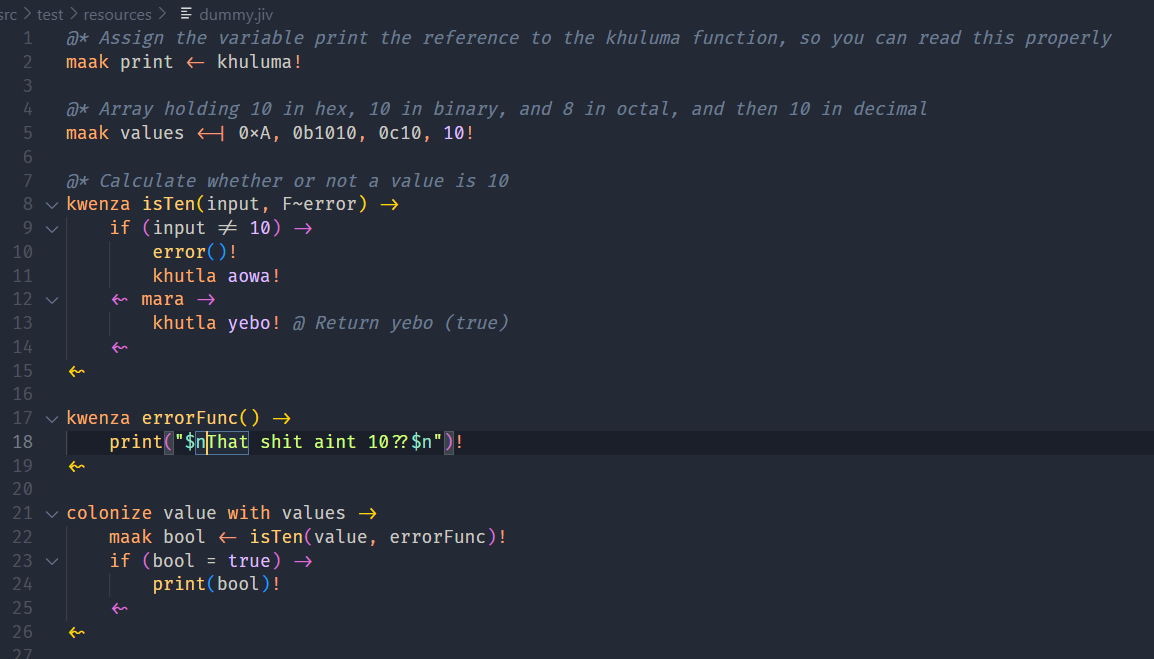 src > test > resources > dummy.jiv
1 @* Assign the variable print the reference to the khuluma function, so you can read this properly
2 maak print <- khuluma!
3
4 @* Array holding 10 in hex, 10 in binary, and 8 in octal, and then 10 in decimal
5 maak values <-| 0xA, 0b1010, 0c10, 10!
6
7 @* Calculate whether or not a value is 10
8 kwenza isTen(input, F~error) ->
9 if (input != 10) ->
10 error()!
11 khutla aowa!
12 <~ mara ->
13 khutla yebo! @ Return yebo (true)
14 <~
15 <~
16
17 kwenza errorFunc() ->
18 print("$nThat shit aint 10??$n")!
19 <~
20
21 colonize value with values ->
22 maak bool <- isTen(value, errorFunc)!
23 if (bool = true) ->
24 print(bool)!
25 <~
26 <~
27